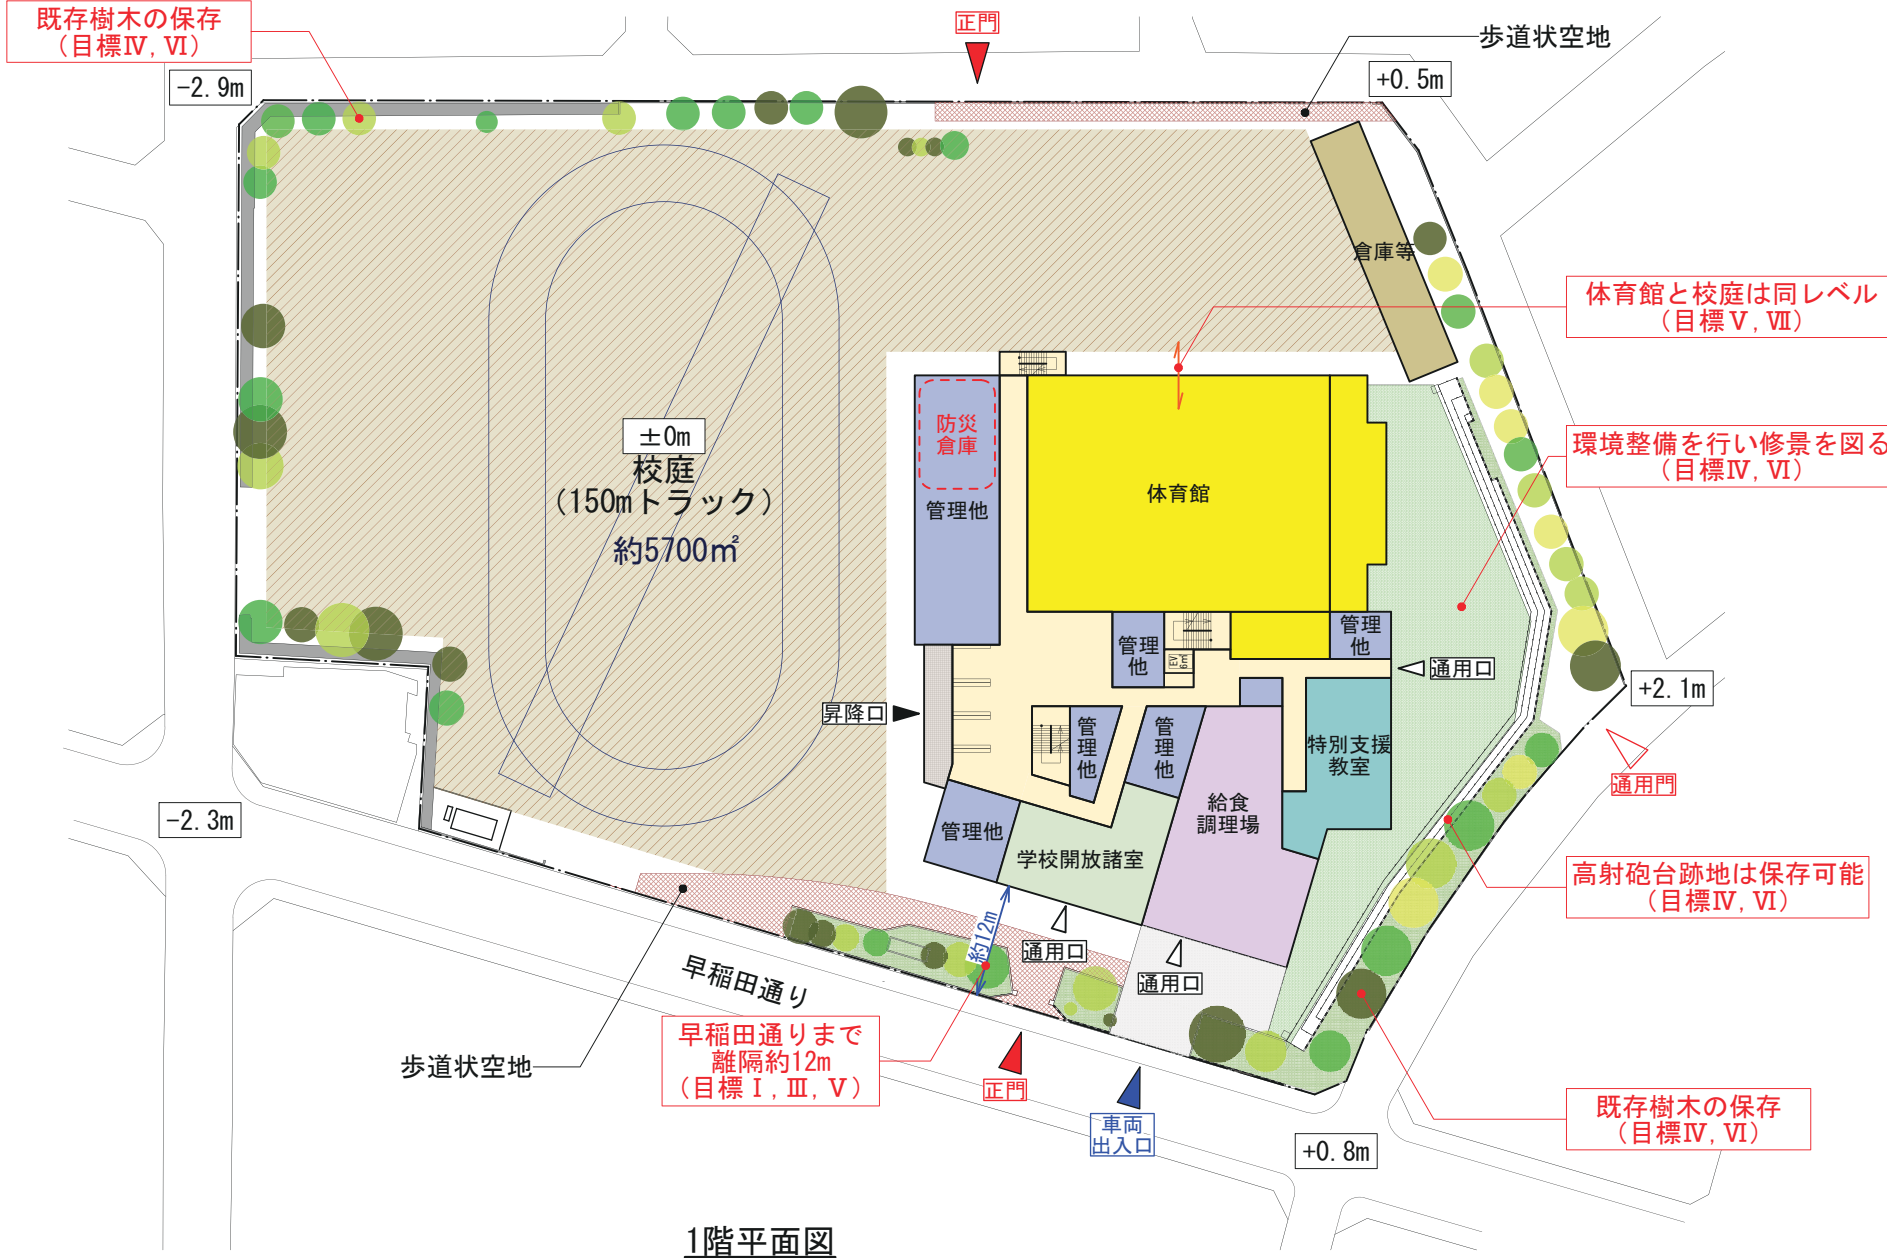 既存樹木の保存
（目標Ⅳ,Ⅵ）
正門
歩道状空地
-2.9m
+0.5m
倉庫等
体育館と校庭は同レベル
（目標Ⅴ,Ⅶ）
防災
倉庫
管理他
体育館
±0m
校庭
（150mトラック）
約5700㎡
環境整備を行い修景を図る
（目標Ⅳ,Ⅵ）
管理
他
管理
他
EV
6m
通用口
+2.1m
昇降口
管
理
他
管
理
他
特別支援
教室
通用門
-2.3m
管理他
学校開放諸室
給食
調理場
高射砲台跡地は保存可能
（目標Ⅳ,Ⅵ）
約12m
通用口
通用口
早稲田通り
歩道状空地
早稲田通りまで
離隔約12m
（目標Ⅰ,Ⅲ,Ⅴ）
正門
車両
出入口
既存樹木の保存
（目標Ⅳ,Ⅵ）
+0.8m
1階平面図